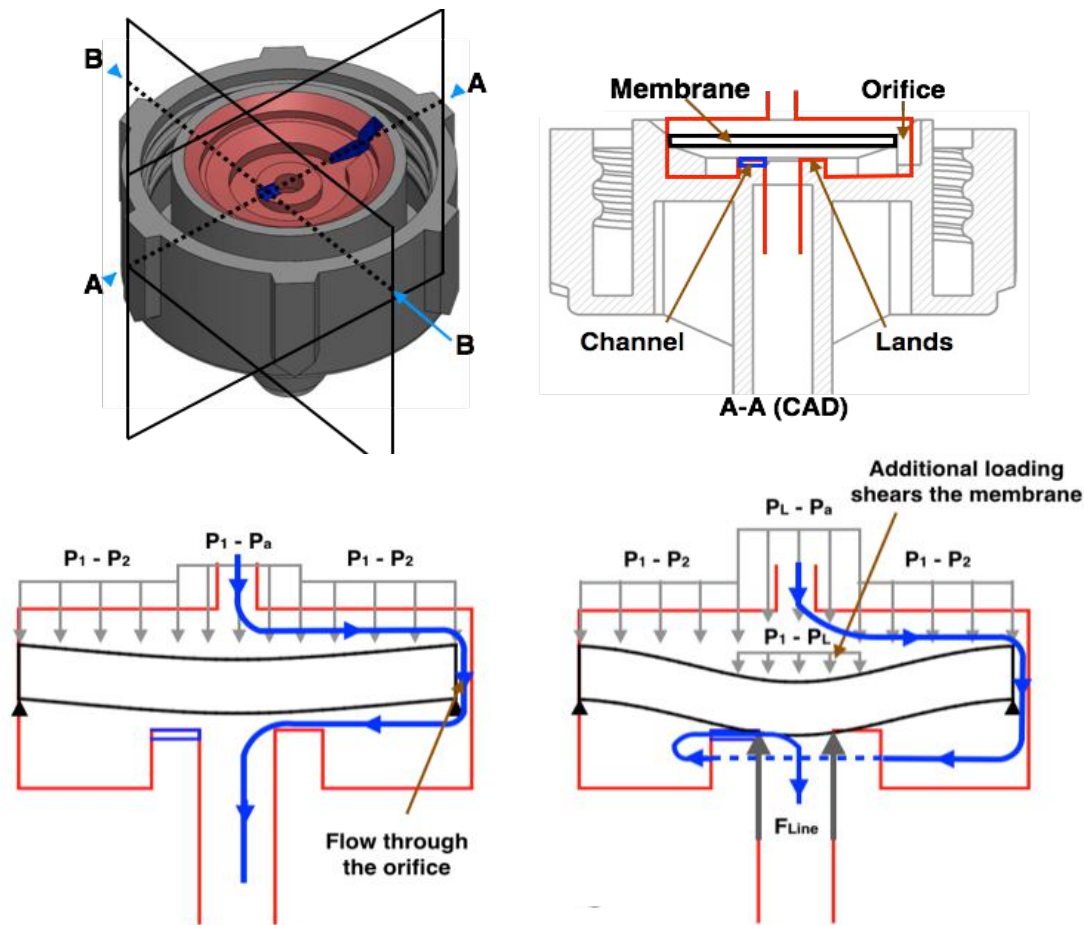 B
A
A
B
Membrane
Orifice
Channel
Lands
A-A (CAD)
P1 - P2
P1 - Pa
P1 - P2
Flow through
the orifice
Additional loading
shears the membrane
PL - Pa
P1 - P2
P1 - P2
P1 - PL
FLine